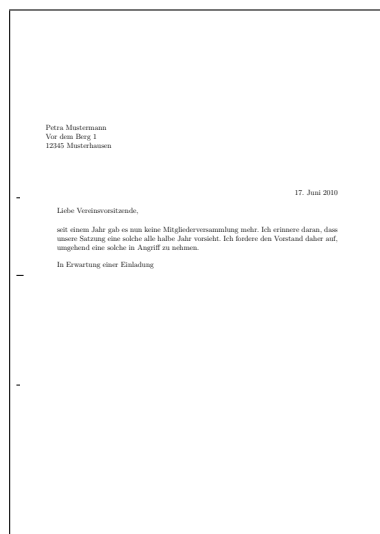 Petra Mustermann
Vor dem Berg 1
12345 Musterhausen
17. Juni 2010
Liebe Vereinsvorsitzende,
seit einem Jahr gab es nun keine Mitgliederversammlung mehr. Ich erinnere daran, dass
unsere Satzung eine solche alle halbe Jahr vorsieht. Ich fordere den Vorstand daher auf,
umgehend eine solche in Angriff zu nehmen.
In Erwartung einer Einladung